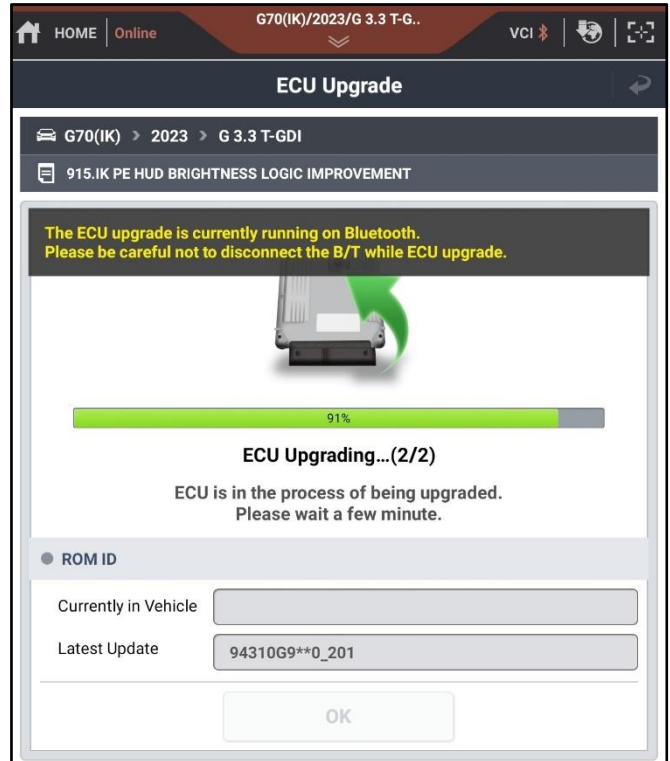 G70(IK)/2023/G 3.3 T-G..
HOME Online VCI
ECU Upgrade
G70(IK) > 2023 > G 3.3 T-GDI
915.IK PE HUD BRIGHTNESS LOGIC IMPROVEMENT
The ECU upgrade is currently running on Bluetooth.
Please be careful not to disconnect the B/T while ECU upgrade.
91%
ECU Upgrading...(2/2)
ECU is in the process of being upgraded.
Please wait a few minute.
ROM ID
Currently in Vehicle
Latest Update 94310G9**0_201
OK